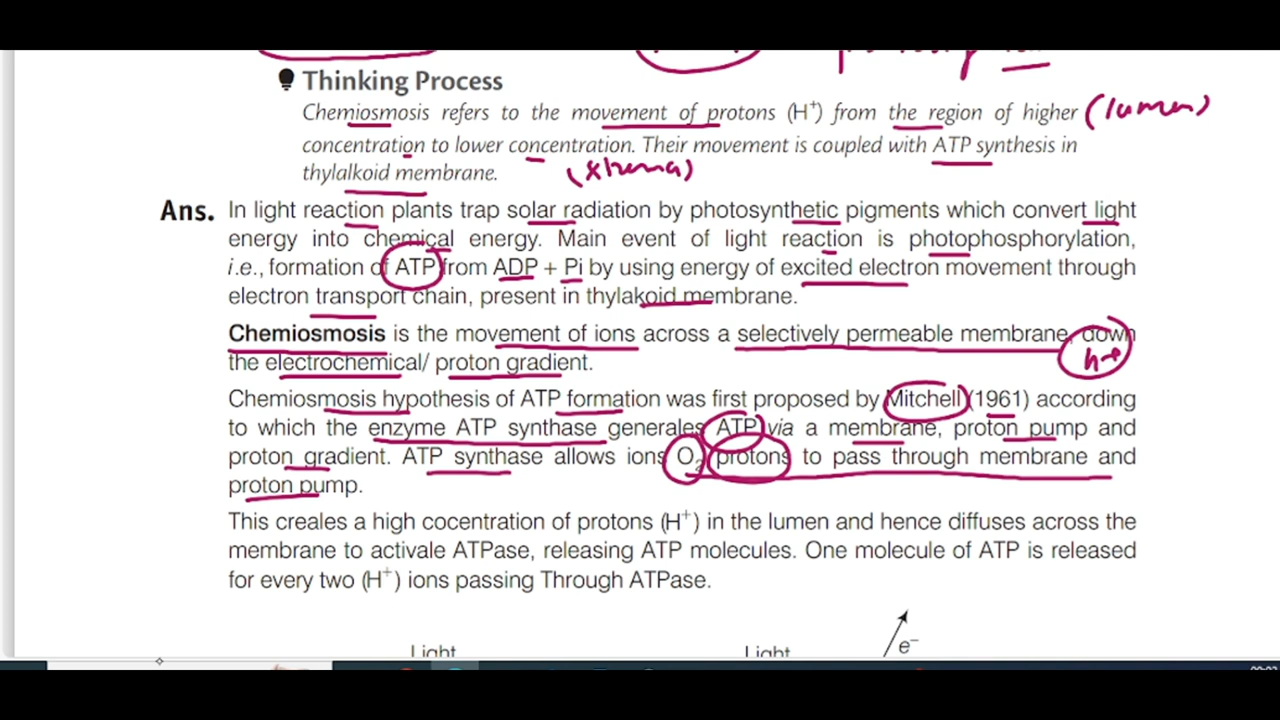 Thinking Process
Chemiosmosis refers to the movement of protons (H+) from the region of higher (lumen)
concentration to lower concentration. Their movement is coupled with ATP synthesis in
thylalkoid membrane. (stroma)
Ans. In light reaction plants trap solar radiation by photosynthetic pigments which convert light
energy into chemical energy. Main event of light reaction is photophosphorylation,
i.e., formation of ATP from ADP + Pi by using energy of excited electron movement through
electron transport chain, present in thylakoid membrane.
Chemiosmosis is the movement of ions across a selectively permeable membrane, down
the electrochemical/ proton gradient.
Chemiosmosis hypothesis of ATP formation was first proposed by Mitchell (1961) according
to which the enzyme ATP synthase generales ATP via a membrane, proton pump and
proton gradient. ATP synthase allows ions O2 protons to pass through membrane and
proton pump.
This creales a high cocentration of protons (H+) in the lumen and hence diffuses across the
membrane to activale ATPase, releasing ATP molecules. One molecule of ATP is released
for every two (H+) ions passing Through ATPase.
Light Light e−